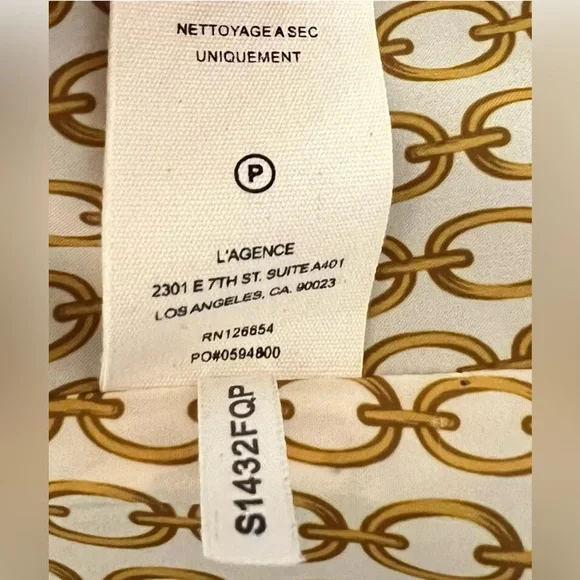 NETTOYAGE A SEC
UNIQUEMENT
P
L'AGENCE
2301 E 7TH ST. SUITE A401
LOS ANGELES, CA. 90023
RN126654
PO#0594800
S1432FQP